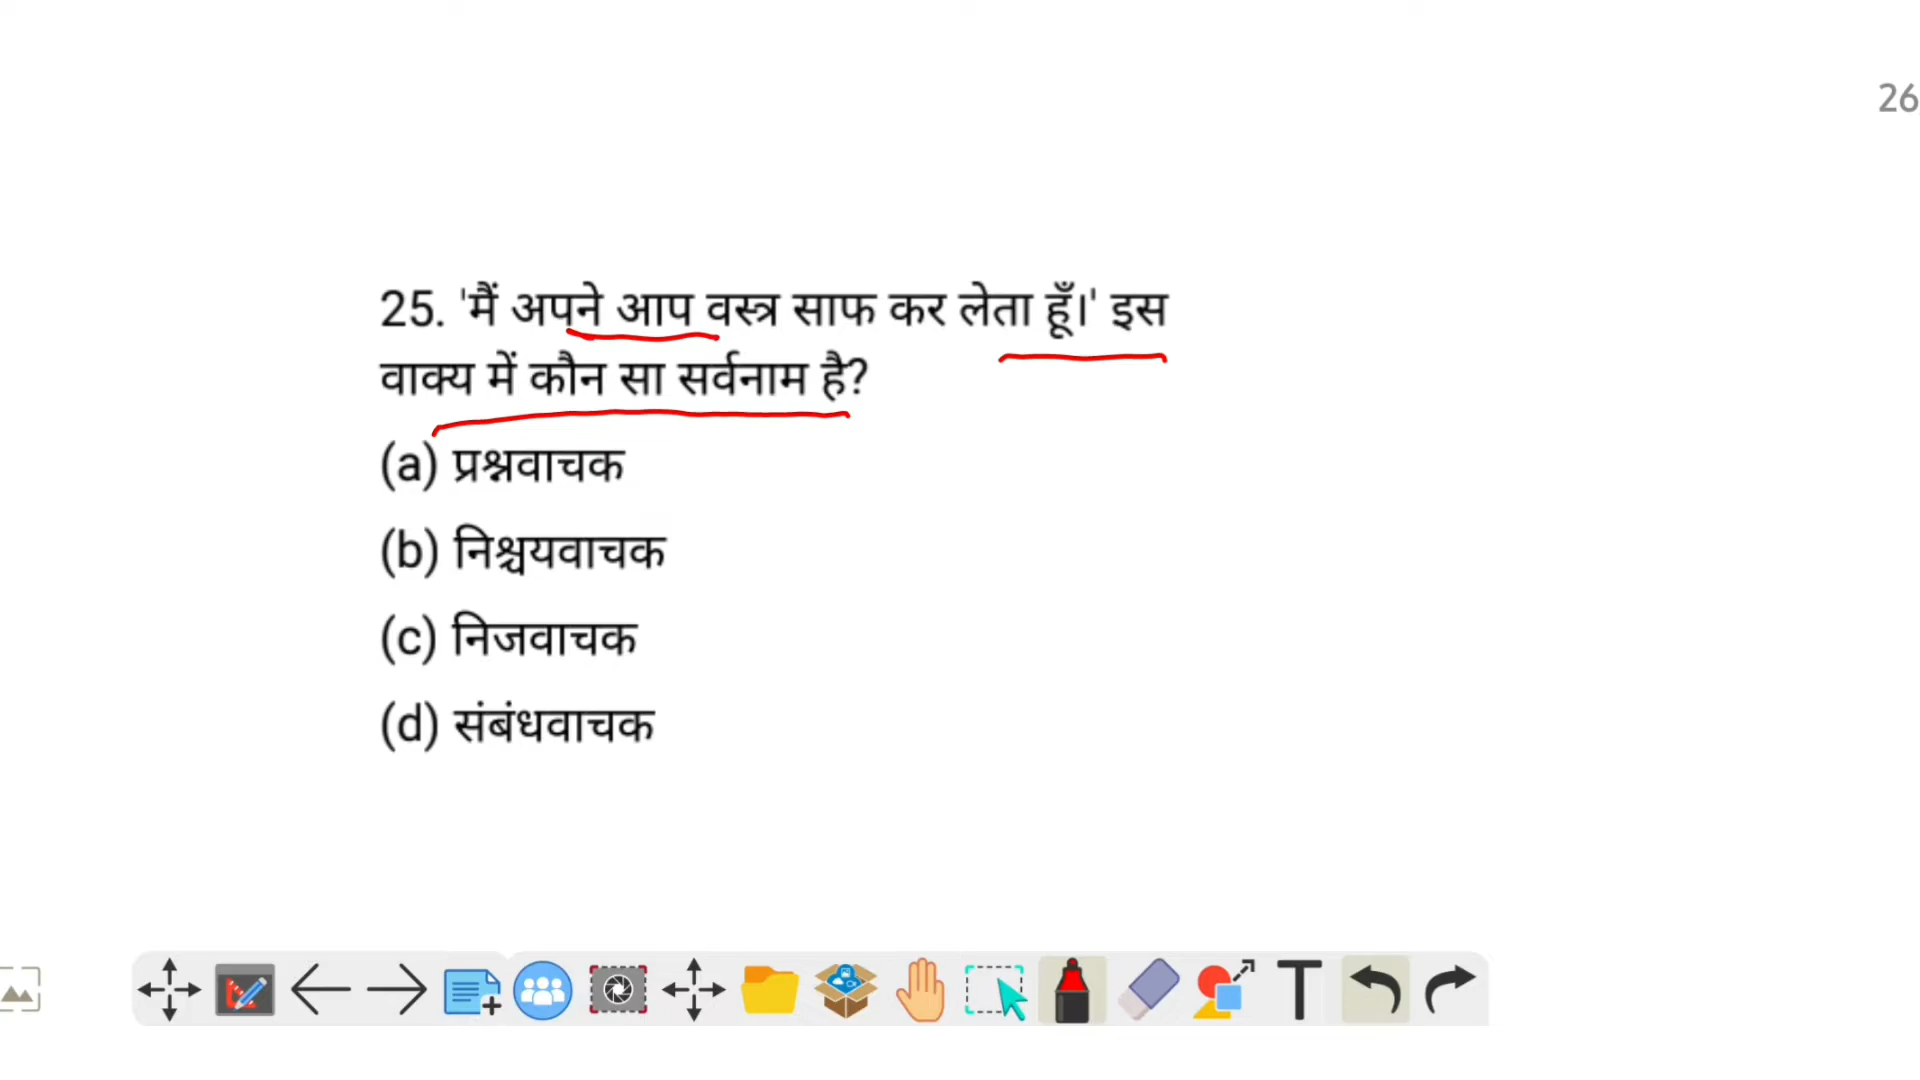 26
25. 'मैं अपने आप वस्त्र साफ कर लेता हूँ।' इस
वाक्य में कौन सा सर्वनाम है?
(a) प्रश्नवाचक
(b) निश्चयवाचक
(c) निजवाचक
(d) संबंधवाचक